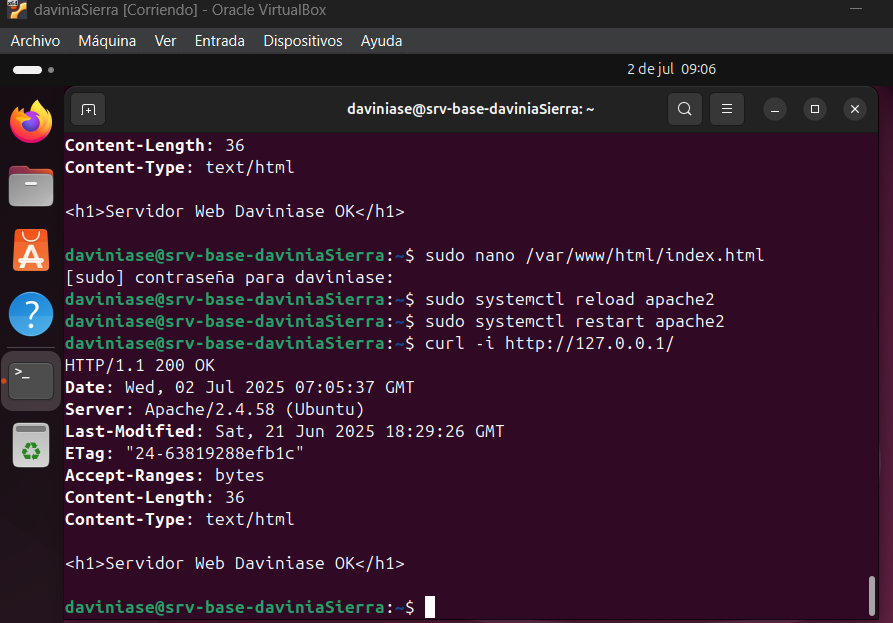 daviniaSierra [Corriendo] - Oracle VirtualBox
Archivo Máquina Ver Entrada Dispositivos Ayuda
2 de jul 09:06
daviniase@srv-base-daviniaSierra: ~
Content-Length: 36
Content-Type: text/html
<h1>Servidor Web Daviniase OK</h1>
daviniase@srv-base-daviniaSierra:~$ sudo nano /var/www/html/index.html
[sudo] contraseña para daviniase:
daviniase@srv-base-daviniaSierra:~$ sudo systemctl reload apache2
daviniase@srv-base-daviniaSierra:~$ sudo systemctl restart apache2
daviniase@srv-base-daviniaSierra:~$ curl -i http://127.0.0.1/
HTTP/1.1 200 OK
Date: Wed, 02 Jul 2025 07:05:37 GMT
Server: Apache/2.4.58 (Ubuntu)
Last-Modified: Sat, 21 Jun 2025 18:29:26 GMT
ETag: "24-63819288efb1c"
Accept-Ranges: bytes
Content-Length: 36
Content-Type: text/html
<h1>Servidor Web Daviniase OK</h1>
daviniase@srv-base-daviniaSierra:~$